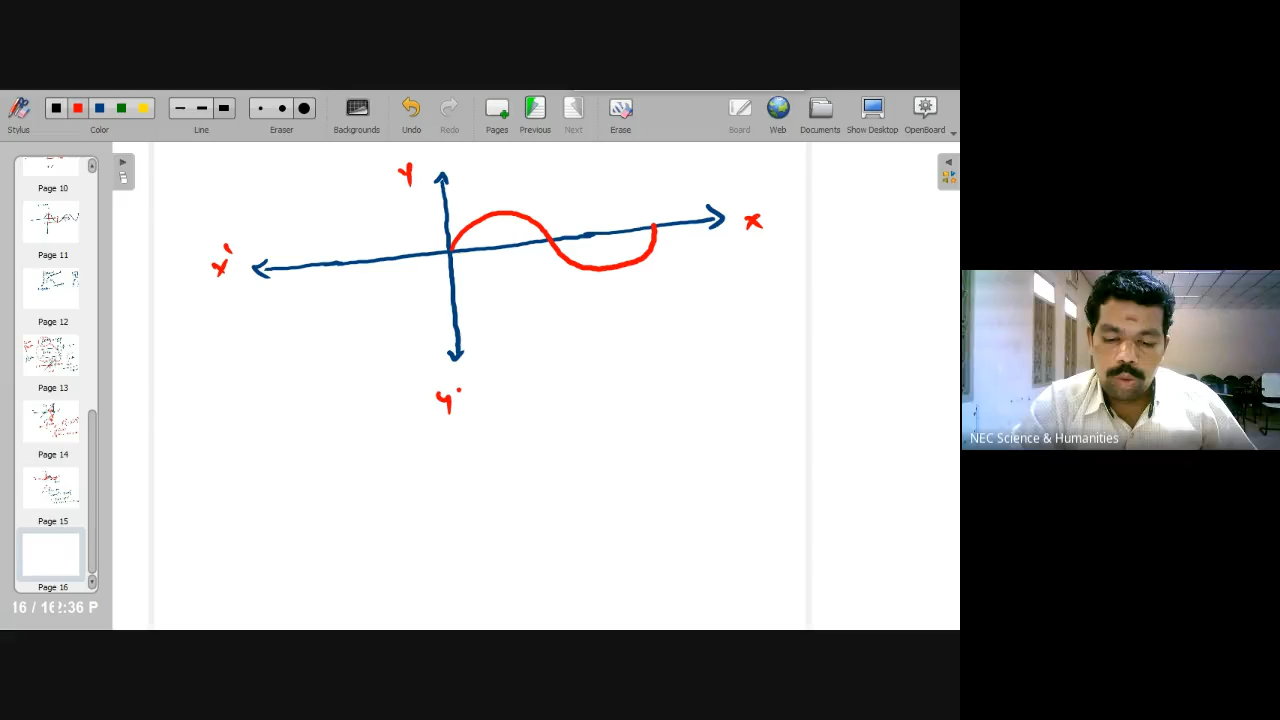 Stylus
Color
Line
Eraser
Backgrounds
Undo
Redo
Pages
Previous
Next
Erase
Board
Web
Documents
Show Desktop
OpenBoard
Page 10
Page 11
Page 12
Page 13
Page 14
Page 15
Page 16
y
x
x'
y'
NEC Science & Humanities